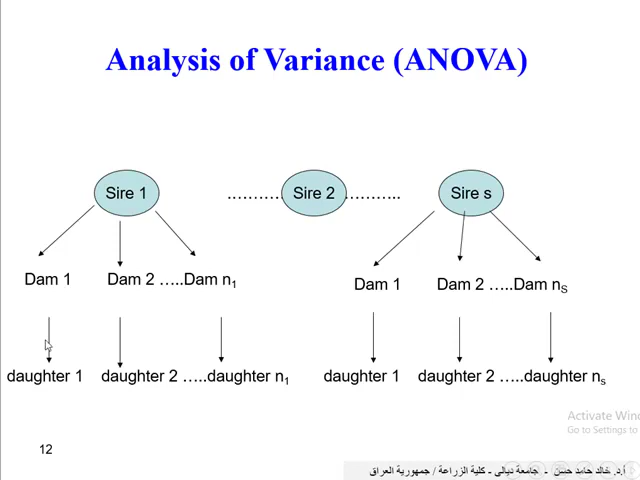 Analysis of Variance (ANOVA)
Sire 1 ………… Sire 2 ……….. Sire s
Dam 1 Dam 2 …..Dam n1 Dam 1 Dam 2 …..Dam nS
daughter 1 daughter 2 …..daughter n1 daughter 1 daughter 2 …..daughter ns
Activate Win
Go to Settings to
12
أ.د. خالد حامد حسن - جامعة ديالى - كلية الزراعة / جمهورية العراق